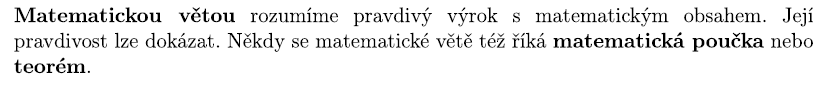 Matematickou větou rozumíme pravdivý výrok s matematickým obsahem. Její
pravdivost lze dokázat. Někdy se matematické větě též říká matematická poučka nebo
teorém.